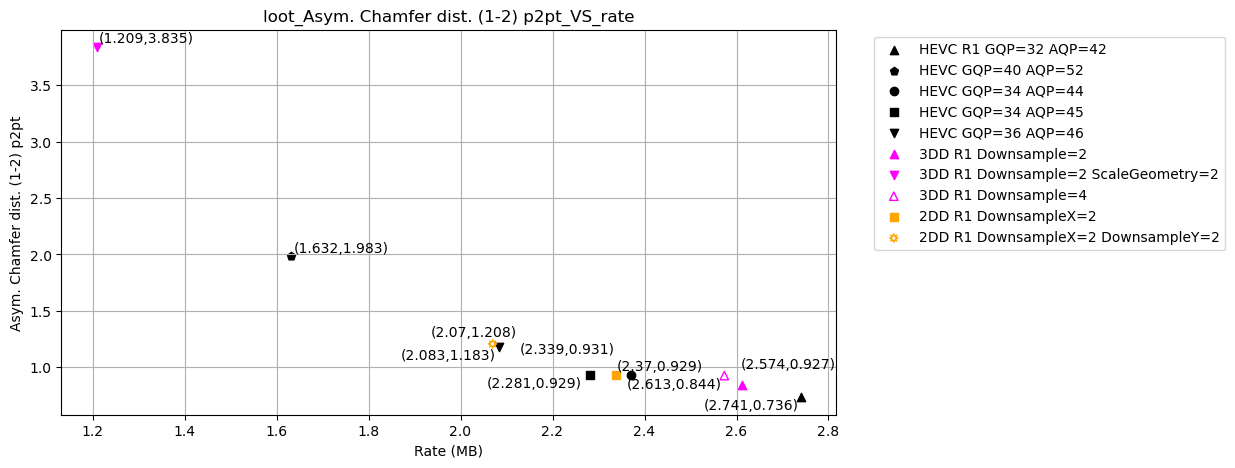 loot_Asym. Chamfer dist. (1-2) p2pt_VS_rate
Asym. Chamfer dist. (1-2) p2pt
3.5
3.0
2.5
2.0
1.5
1.0
(1.209,3.835)
(1.632,1.983)
(2.07,1.208)
(2.083,1.183)
(2.339,0.931)
(2.281,0.929)
(2.37,0.929)
(2.574,0.927)
(2.613,0.844)
(2.741,0.736)
1.2
1.4
1.6
1.8
2.0
2.2
2.4
2.6
2.8
Rate (MB)
HEVC R1 GQP=32 AQP=42
HEVC GQP=40 AQP=52
HEVC GQP=34 AQP=44
HEVC GQP=34 AQP=45
HEVC GQP=36 AQP=46
3DD R1 Downsample=2
3DD R1 Downsample=2 ScaleGeometry=2
3DD R1 Downsample=4
2DD R1 DownsampleX=2
2DD R1 DownsampleX=2 DownsampleY=2